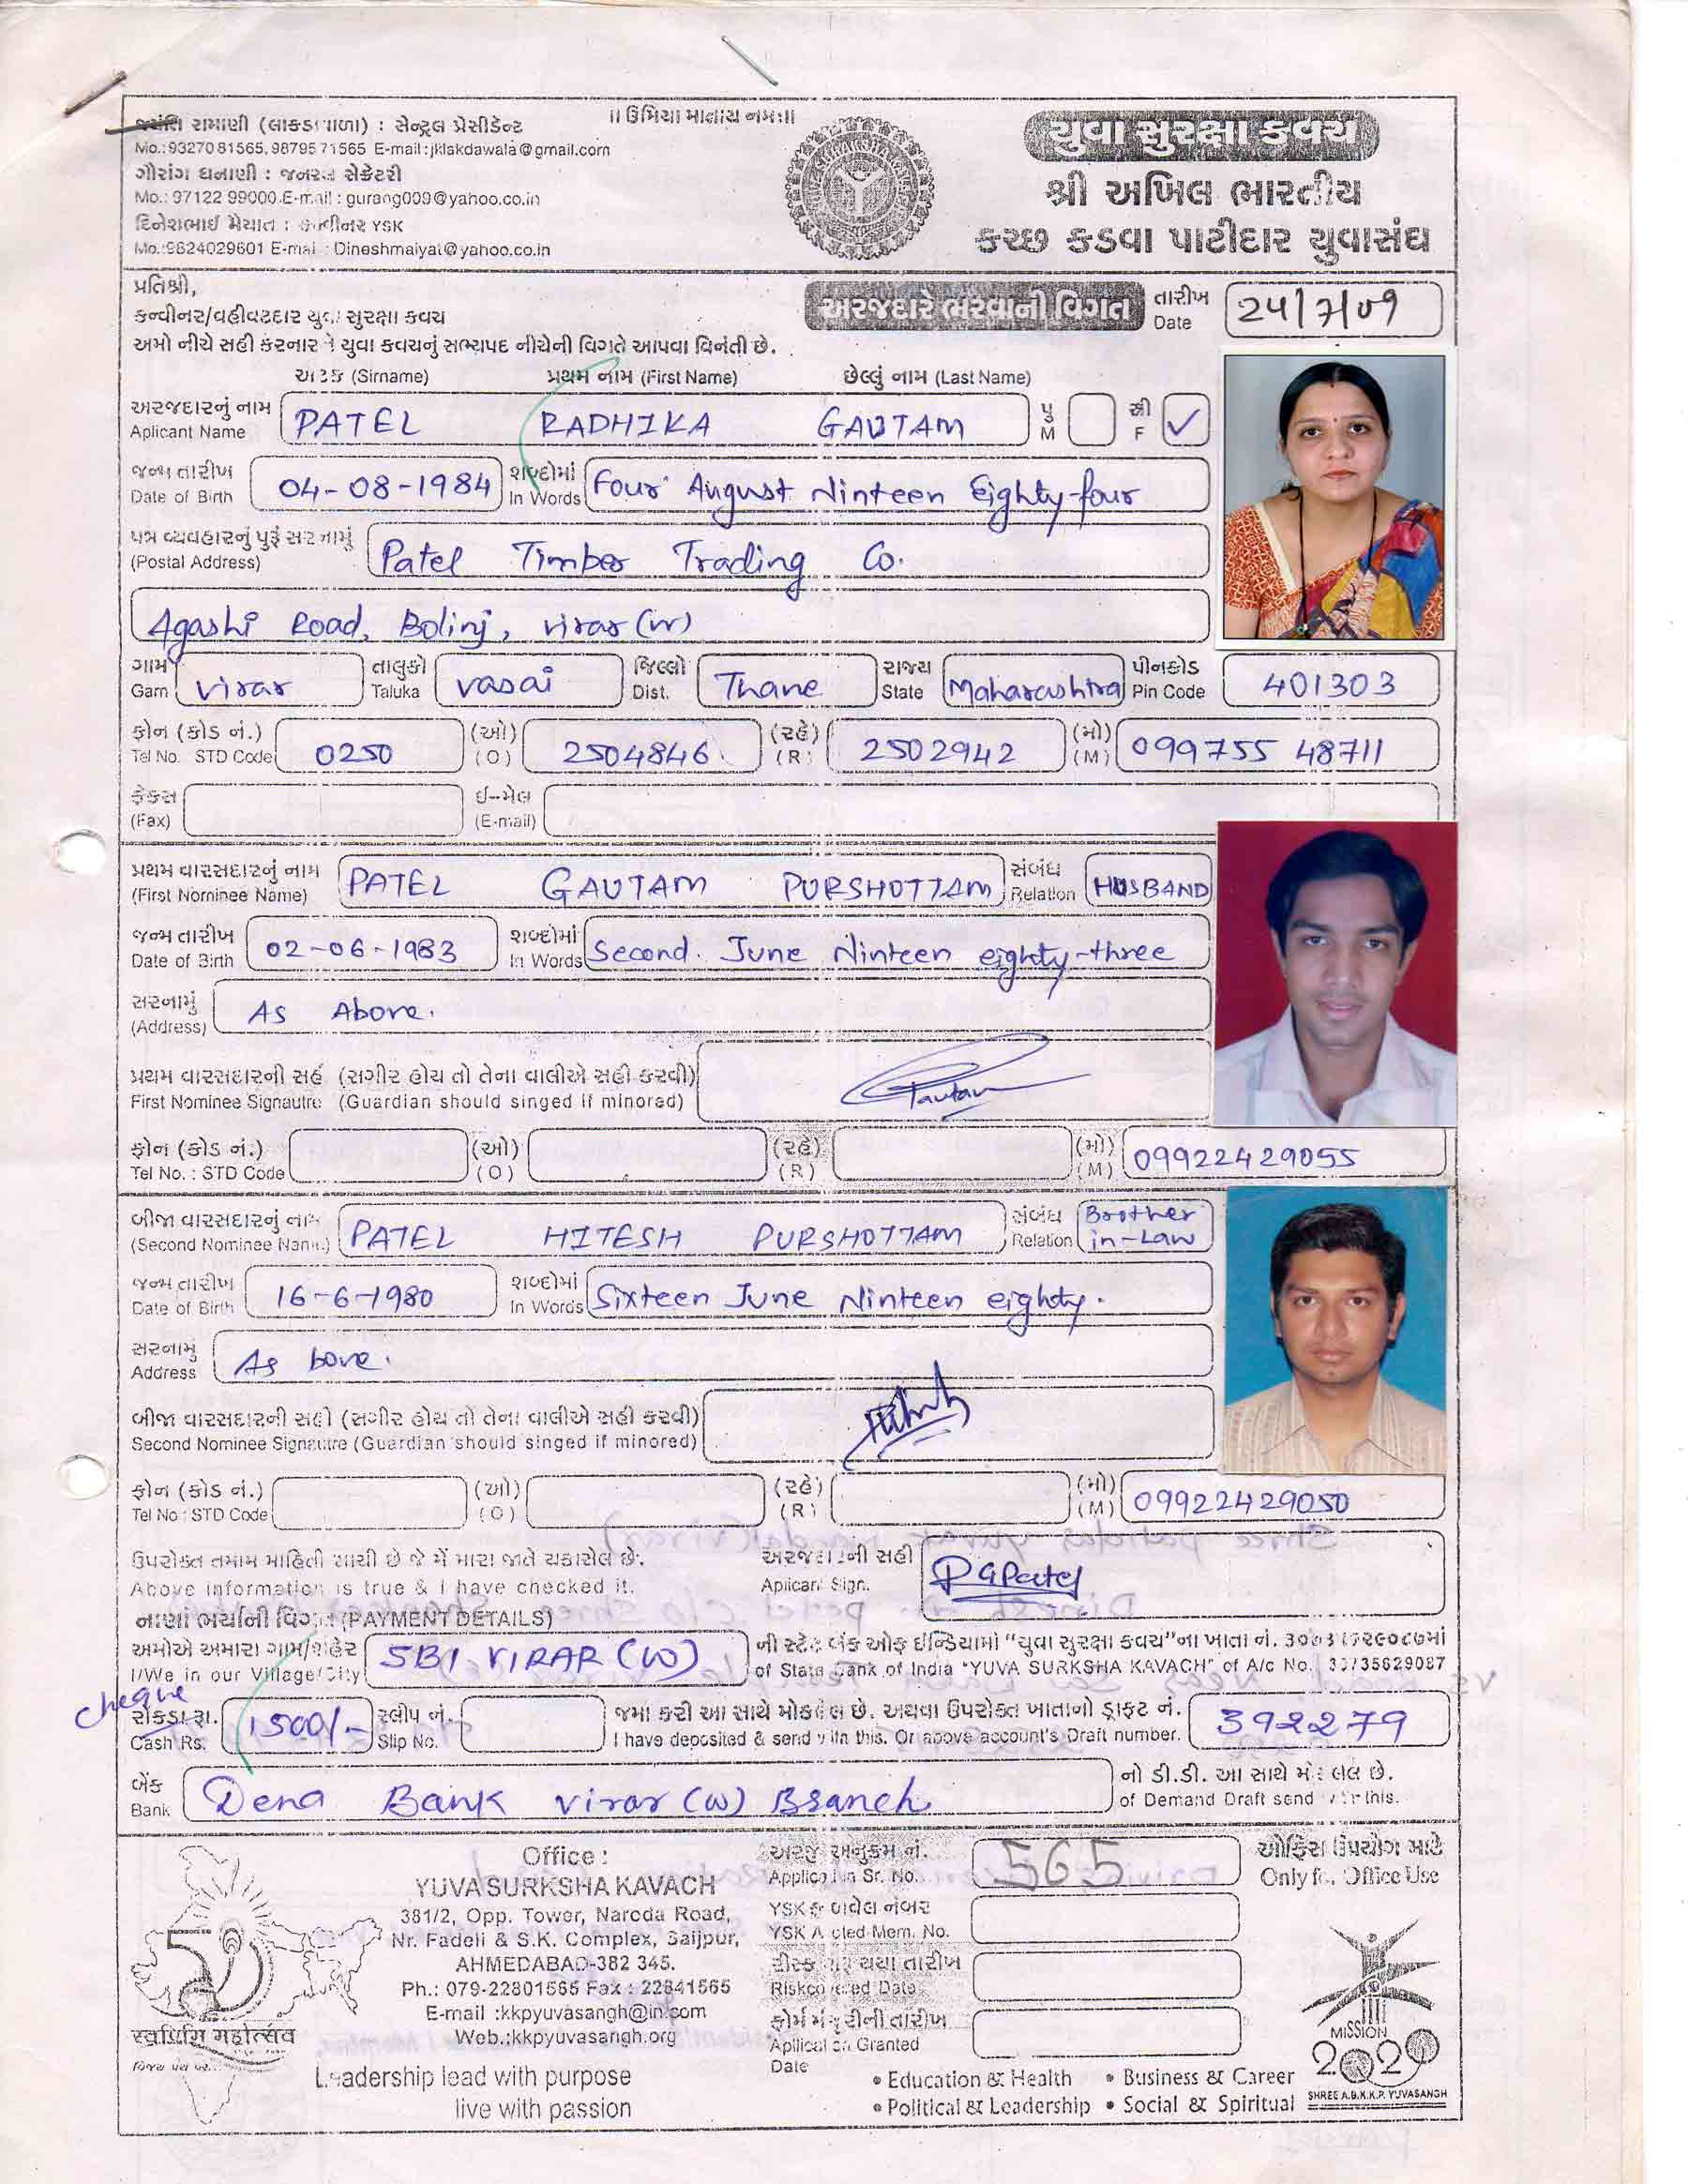 ॥ ઉમિયા માતાય નમઃ॥
જયંતિ રામાણી (લાકડાવાળા) : સેન્ટ્રલ પ્રેસીડેન્ટ
Mo.:93270 81565, 98795 71565 E-mail :jklakdawala@gmail.com
ગૌરાંગ ધનાણી : જનરલ સેક્રેટરી
Mo.: 97122 99000.E-mail : gurang009@yahoo.co.in
દિનેશભાઈ મૈયાત : કન્વીનર YSK
Mo.:9824029601 E-mail : Dineshmaiyat@yahoo.co.in
યુવા સુરક્ષા કવચ
શ્રી અખિલ ભારતીય
કચ્છ કડવા પાટીદાર યુવાસંઘ
પ્રતિશ્રી,
કન્વીનર/વહીવટદાર યુવા સુરક્ષા કવચ
અમો નીચે સહી કરનારને યુવા કવચનું સભ્યપદ નીચેની વિગતે આપવા વિનંતી છે.
અરજદારે ભરવાની વિગત
તારીખ Date 24/7/09
અટક (Sirname) પ્રથમ નામ (First Name) છેલ્લું નામ (Last Name)
અરજદારનું નામ Aplicant Name PATEL RADHIKA GAUTAM પુ M સ્ત્રી F ✓
જન્મ તારીખ Date of Birth 04-08-1984 શબ્દોમાં In Words Four August Ninteen Eighty-four
પત્ર વ્યવહારનું પુરૂં સરનામું (Postal Address) Patel Timber Trading Co.
Agashi Road, Bolinj, Virar (W)
ગામ Gam Virar તાલુકો Taluka Vasai જિલ્લો Dist. Thane રાજ્ય State Maharashtra પીનકોડ Pin Code 401303
ફોન (કોડ નં.) Tel No. STD Code 0250 (ઓ) (O) 2504846 (રહે) (R) 2502942 (મો) (M) 099755 48711
ફેક્સ (Fax) ઈ-મેલ (E-mail)
પ્રથમ વારસદારનું નામ (First Nominee Name) PATEL GAUTAM PURSHOTTAM સંબંધ Relation HUSBAND
જન્મ તારીખ Date of Birth 02-06-1983 શબ્દોમાં In Words Second. June Ninteen eighty-three
સરનામું (Address) As Above.
પ્રથમ વારસદારની સહી (સગીર હોય તો તેના વાલીએ સહી કરવી)
First Nominee Signautre (Guardian should singed if minored) Gautam
ફોન (કોડ નં.) Tel No. : STD Code (ઓ) (O) (રહે) (R) (મો) (M) 09922429055
બીજા વારસદારનું નામ (Second Nominee Name) PATEL HITESH PURSHOTTAM સંબંધ Relation Brother in-Law
જન્મ તારીખ Date of Birth 16-6-1980 શબ્દોમાં In Words Sixteen June Ninteen eighty.
સરનામું Address As bove.
બીજા વારસદારની સહી (સગીર હોય તો તેના વાલીએ સહી કરવી)
Second Nominee Signautre (Guardian should singed if minored)
ફોન (કોડ નં.) Tel No : STD Code (ઓ) (O) (રહે) (R) (મો) (M) 09922429050
ઉપરોક્ત તમામ માહિતી સાચી છે જે મેં મારા જાતે ચકાસેલ છે.
Above information is true & I have checked it.
અરજદારની સહી Aplicant Sign. RGPatel
નાણાં ભર્યાની વિગત (PAYMENT DETAILS)
અમોએ અમારા ગામ/શહેર SBI VIRAR (W) ની સ્ટેટ બેંક ઓફ ઈન્ડિયામાં "યુવા સુરક્ષા કવચ"ના ખાતા નં.
I/We in our Village/City of State Bank of India "YUVA SURKSHA KAVACH" of A/c No. 30735629087
cheque
રોકડા રૂા. Cash Rs. 1500/- સ્લીપ નં. Slip No. જમા કરી આ સાથે મોકલેલ છે. અથવા ઉપરોક્ત ખાતાનો ડ્રાફ્ટ નં. 392279
I have deposited & send with this. Or above account's Draft number.
બેંક Bank Dena Bank Virar (W) Branch નો ડી.ડી. આ સાથે મોકલેલ છે.
of Demand Draft send with this.
Office :
YUVA SURKSHA KAVACH
381/2, Opp. Tower, Naroda Road,
Nr. Fadeli & S.K. Complex, Saijpur,
AHMEDABAD-382 345.
Ph.: 079-22801565 Fax : 22841565
E-mail :kkpyuvasangh@in.com
Web.:kkpyuvasangh.org
Leadership lead with purpose
live with passion
અરજી અનુક્રમ નં. Application Sr. No. 565
ઓફિસ ઉપયોગ માટે Only for Office Use
YSK Mem. No.
Date
ફોર્મ મંજુરીની તારીખ
Aplication Granted Date
50
स्वर्णिम महोत्सव
MISSION
2020
SHREE A.B.K.K.P. YUVASANGH
• Education & Health • Business & Career
• Political & Leadership • Social & Spiritual